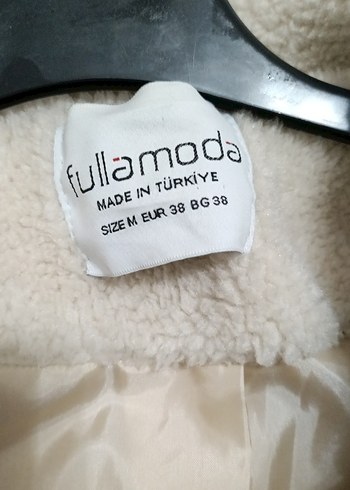 fullamoda
MADE IN TÜRKİYE
SIZE M EUR 38 BG 38